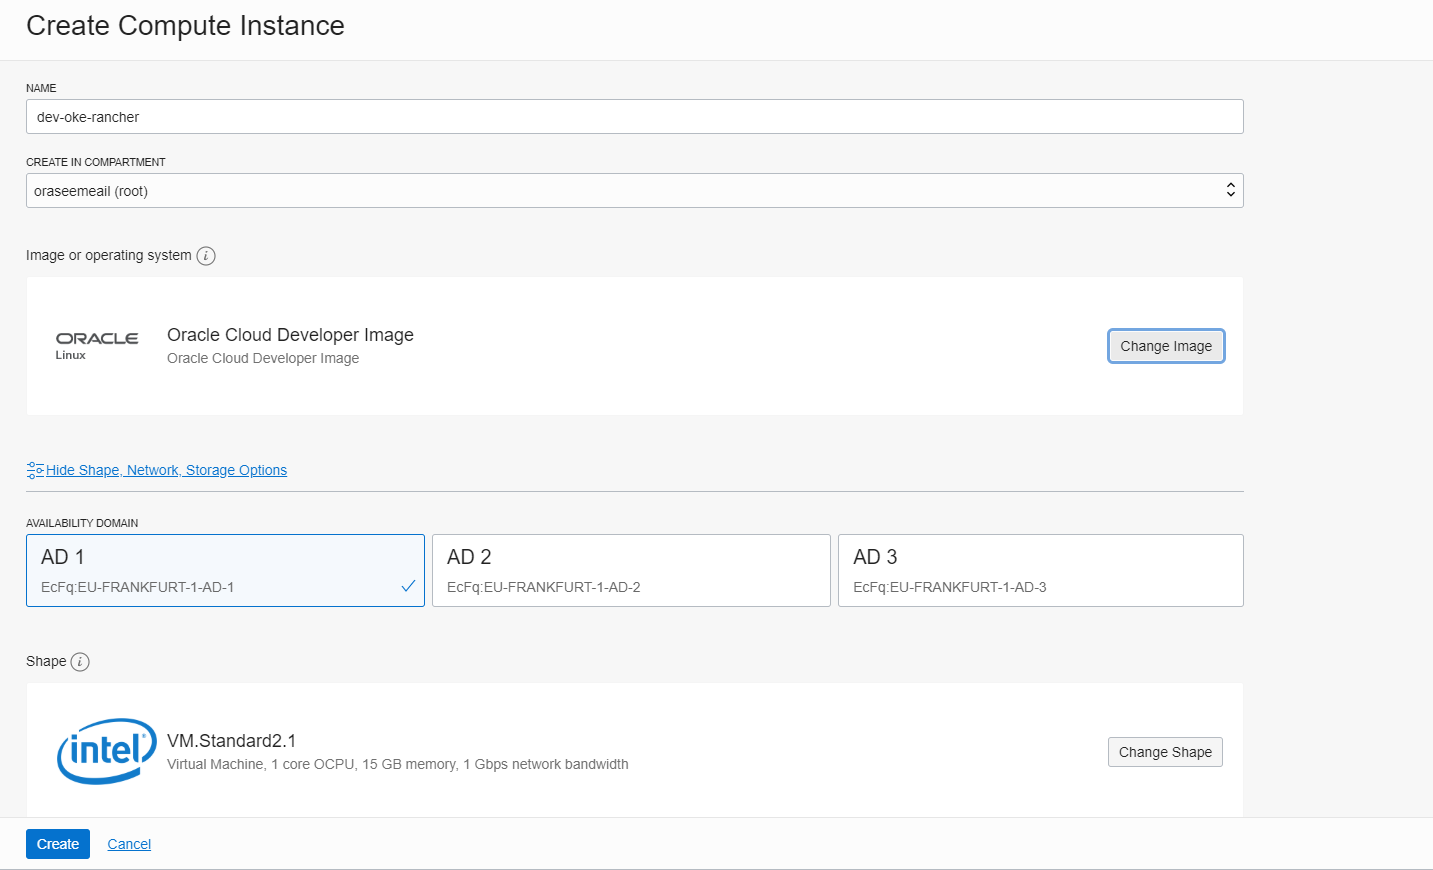 Create Compute Instance
NAME
dev-oke-rancher
CREATE IN COMPARTMENT
oraseemeail (root)
Image or operating system i
ORACLE
Linux
Oracle Cloud Developer Image
Oracle Cloud Developer Image
Change Image
Hide Shape, Network, Storage Options
AVAILABILITY DOMAIN
AD 1
EcFq:EU-FRANKFURT-1-AD-1
AD 2
EcFq:EU-FRANKFURT-1-AD-2
AD 3
EcFq:EU-FRANKFURT-1-AD-3
Shape i
intel®
VM.Standard2.1
Virtual Machine, 1 core OCPU, 15 GB memory, 1 Gbps network bandwidth
Change Shape
Create Cancel